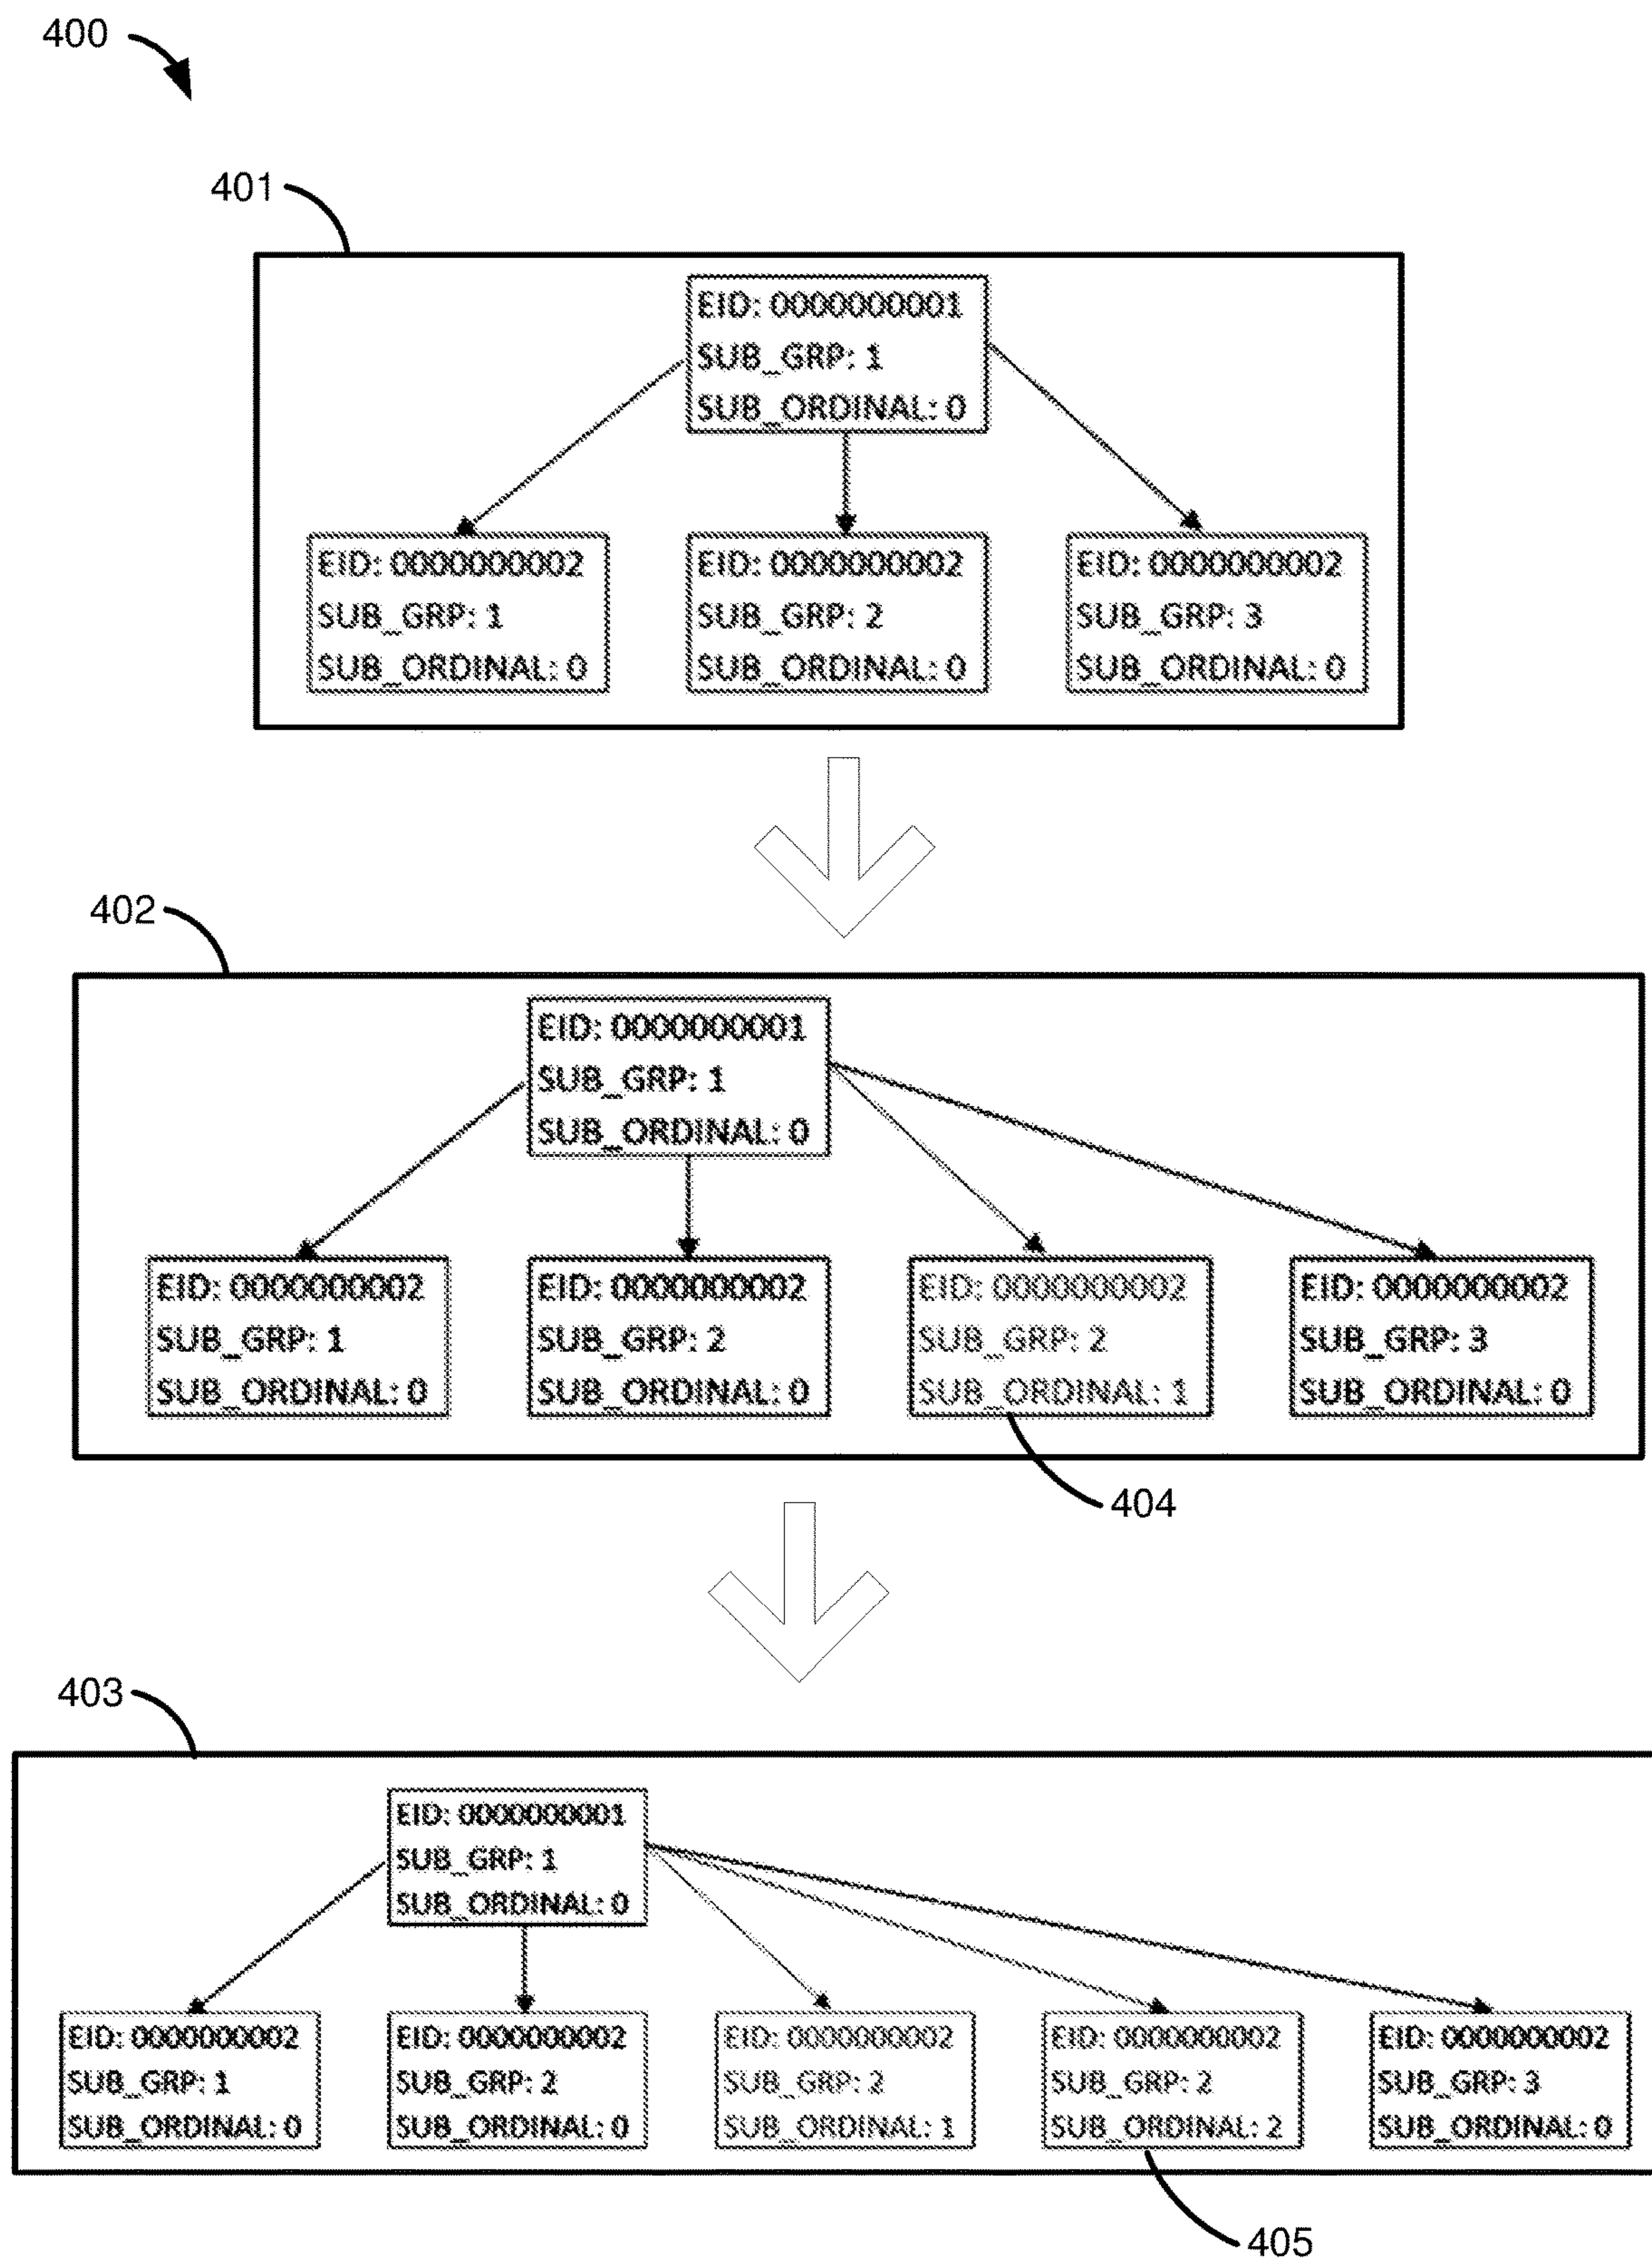 400
401
EID: 0000000001
SUB_GRP: 1
SUB_ORDINAL: 0
EID: 0000000002
SUB_GRP: 1
SUB_ORDINAL: 0
EID: 0000000002
SUB_GRP: 2
SUB_ORDINAL: 0
EID: 0000000002
SUB_GRP: 3
SUB_ORDINAL: 0
402
EID: 0000000001
SUB_GRP: 1
SUB_ORDINAL: 0
EID: 0000000002
SUB_GRP: 1
SUB_ORDINAL: 0
EID: 0000000002
SUB_GRP: 2
SUB_ORDINAL: 0
EID: 0000000002
SUB_GRP: 2
SUB_ORDINAL: 1
EID: 0000000002
SUB_GRP: 3
SUB_ORDINAL: 0
404
403
EID: 0000000001
SUB_GRP: 1
SUB_ORDINAL: 0
EID: 0000000002
SUB_GRP: 1
SUB_ORDINAL: 0
EID: 0000000002
SUB_GRP: 2
SUB_ORDINAL: 0
EID: 0000000002
SUB_GRP: 2
SUB_ORDINAL: 1
EID: 0000000002
SUB_GRP: 2
SUB_ORDINAL: 2
EID: 0000000002
SUB_GRP: 3
SUB_ORDINAL: 0
405